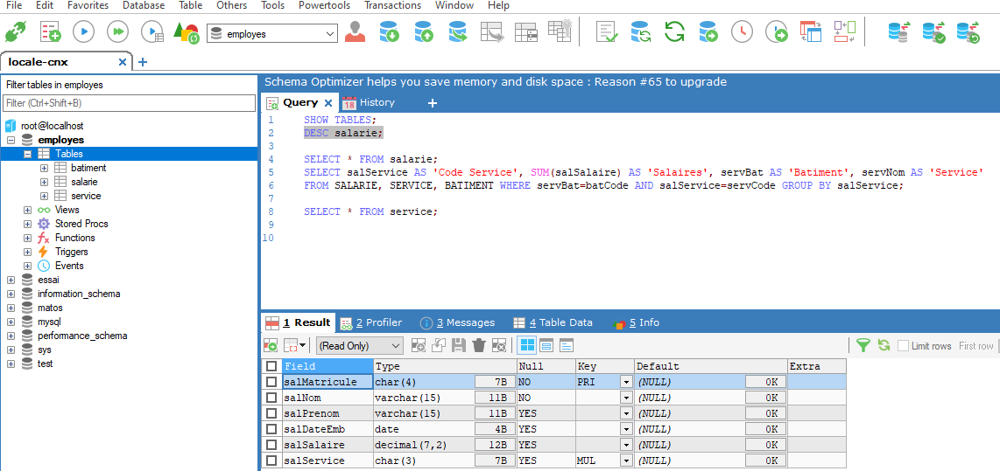 File Edit Favorites Database Table Others Tools Powertools Transactions Window Help
employes
locale-cnx
Filter tables in employes
Filter (Ctrl+Shift+B)
root@localhost
employes
Tables
batiment
salarie
service
Views
Stored Procs
Functions
Triggers
Events
essai
information_schema
matos
mysql
performance_schema
sys
test
Schema Optimizer helps you save memory and disk space : Reason #65 to upgrade
Query 18 History
1 SHOW TABLES;
2 DESC salarie;
3
4 SELECT * FROM salarie;
5 SELECT salService AS 'Code Service', SUM(salSalaire) AS 'Salaires', servBat AS 'Batiment', servNom AS 'Service'
6 FROM SALARIE, SERVICE, BATIMENT WHERE servBat=batCode AND salService=servCode GROUP BY salService;
7
8 SELECT * FROM service;
9
10
1 Result 2 Profiler 3 Messages 4 Table Data 5 Info
(Read Only) Limit rows First row
Field Type Null Key Default Extra
salMatricule char(4) 7B NO PRI (NULL) 0K
salNom varchar(15) 11B NO (NULL) 0K
salPrenom varchar(15) 11B YES (NULL) 0K
salDateEmb date 4B YES (NULL) 0K
salSalaire decimal(7,2) 12B YES (NULL) 0K
salService char(3) 7B YES MUL (NULL) 0K